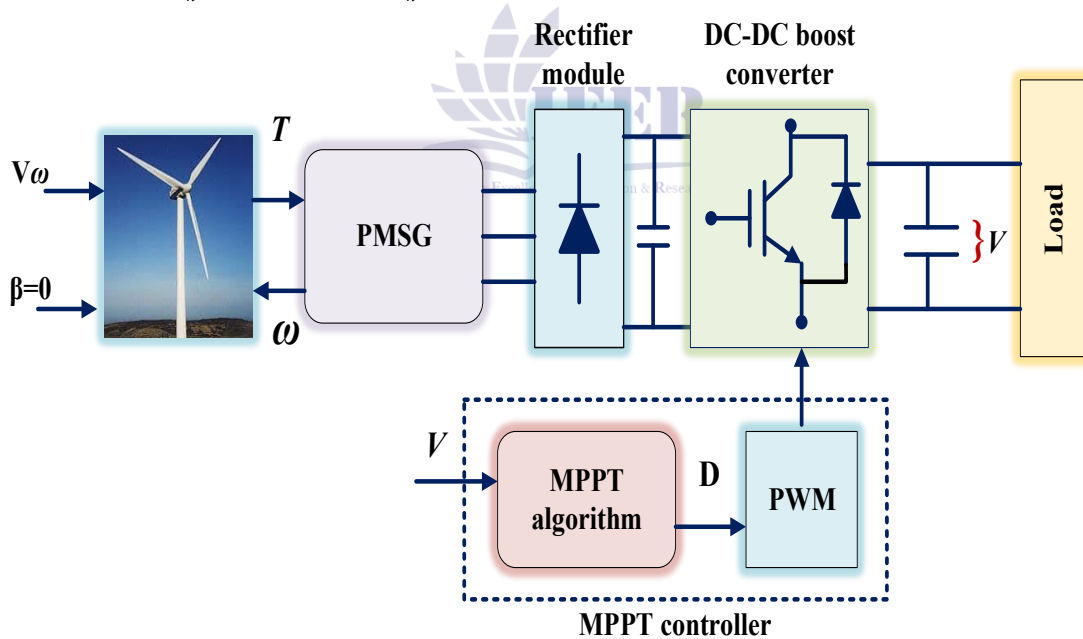 Rectifier
module
DC-DC boost
converter
Vω
β=0
T
ω
PMSG
V
Load
V
MPPT
algorithm
D
PWM
MPPT controller